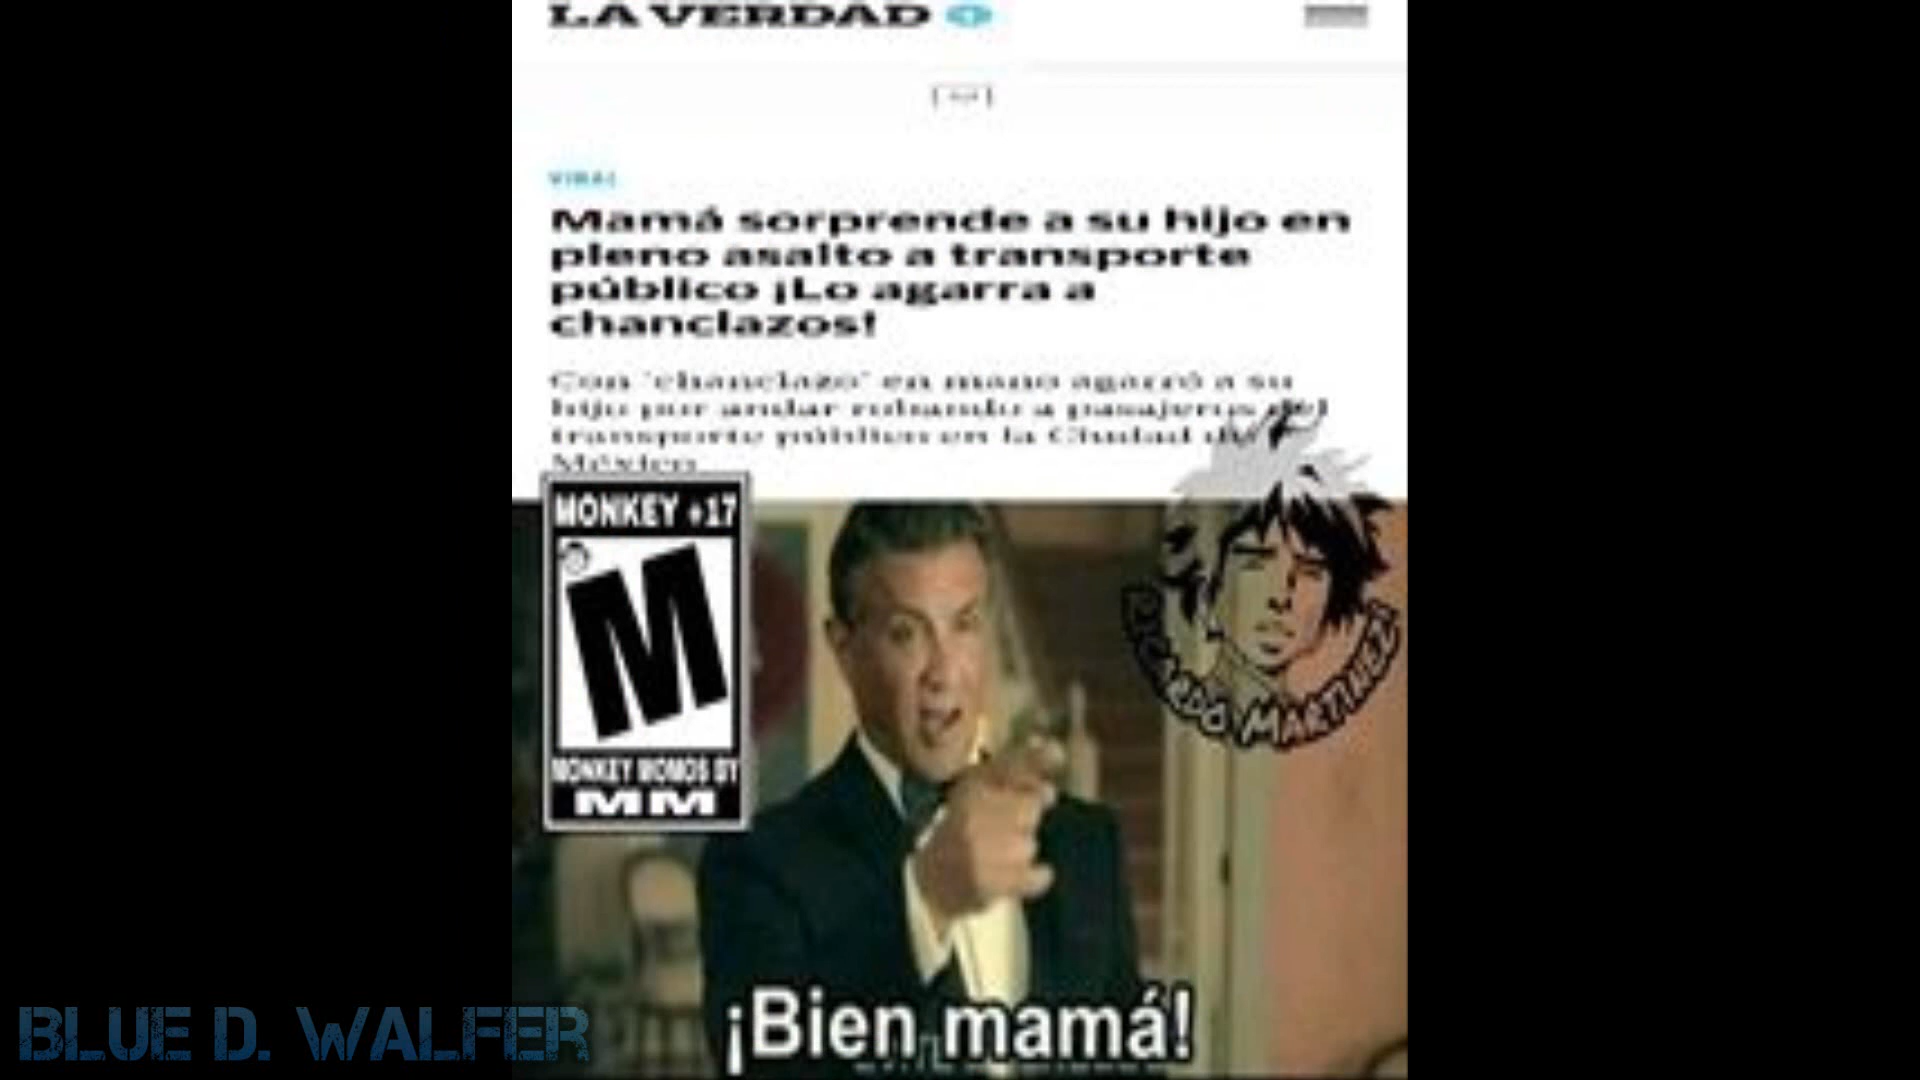 LA VERDAD
VIRAL
Mamá sorprende a su hijo en
pleno asalto a transporte
público ¡Lo agarra a
chanclazos!
Con "chanclazo" en mano agarró a su
hijo por andar robando a pasajeros del
transporte público en la Ciudad de
México
MONKEY +17
M
MONKEY MOMOS BY
MM
RICARDO MARTINEZ
¡Bien mamá!
BLUE D. WALFER